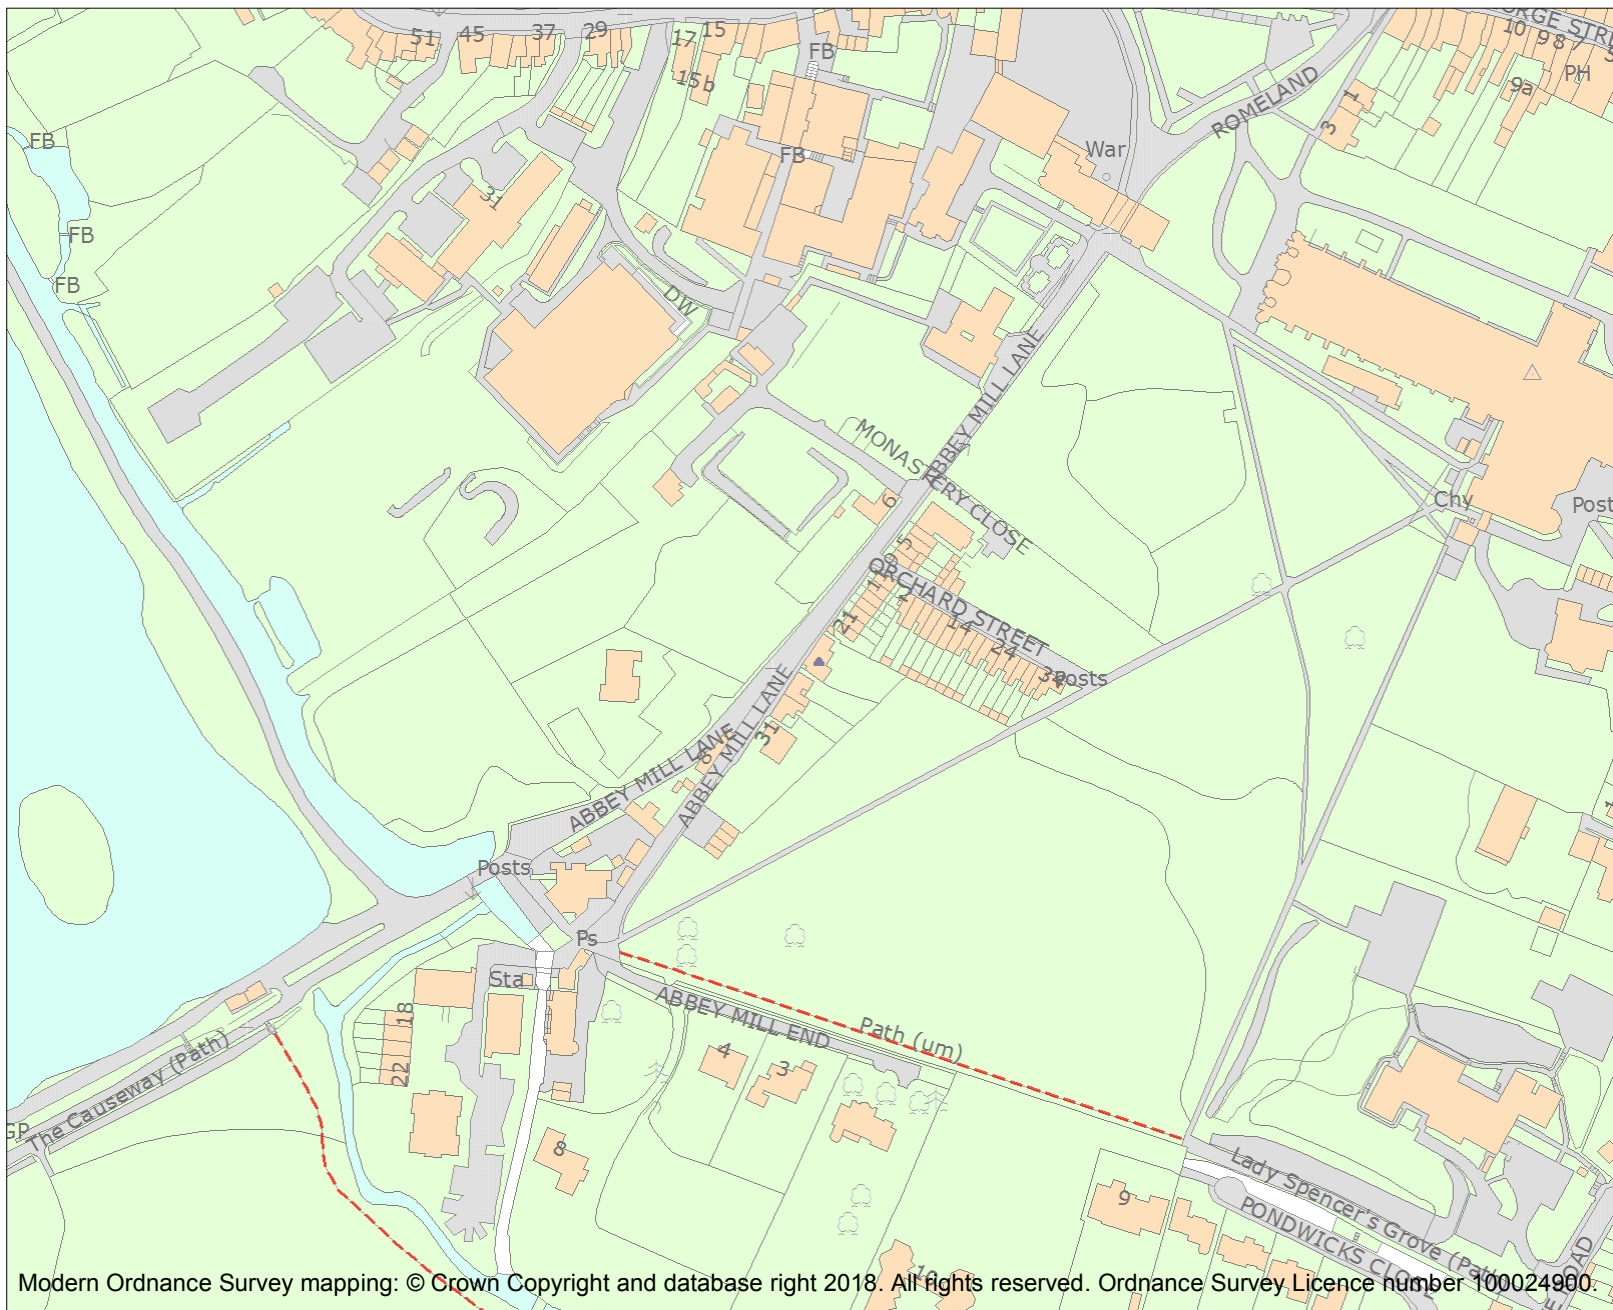 51 45 37 29 17 15
15b
FB
10 9 8 7
PH
9a
ROMELAND
1
3
FB
FB
War
31
FB
FB
DW
ABBEY MILL LANE
MONASTERY CLOSE
6
Chy
Post
5
ORCHARD STREET
2
14
24
21
Posts
ABBEY MILL LANE
31
ABBEY MILL LANE
ABBEY MILL LANE
Posts
Ps
Sta
18
22
ABBEY MILL END
Path (um)
4
3
The Causeway (Path)
GP
8
9
Lady Spencer's Grove (Path)
PONDWICKS CLOSE
10
Modern Ordnance Survey mapping: © Crown Copyright and database right 2018. All rights reserved. Ordnance Survey Licence number 100024900.